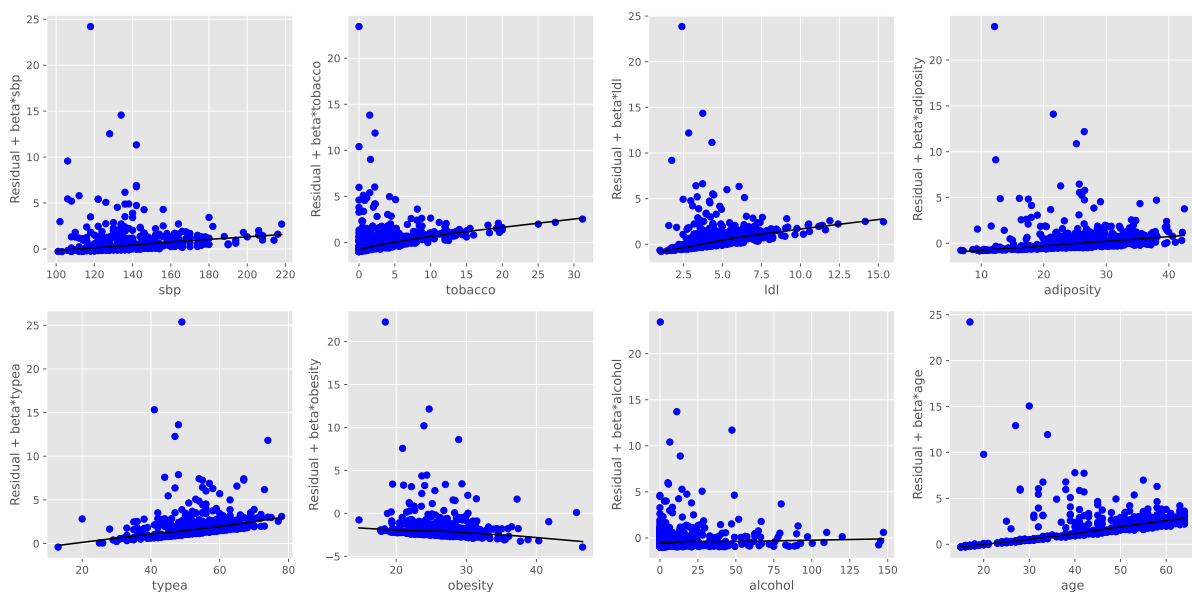 Residual + beta*sbp
25
20
15
10
5
0
100 120 140 160 180 200 220
sbp
Residual + beta*tobacco
20
15
10
5
0
0 5 10 15 20 25 30
tobacco
Residual + beta*ldl
25
20
15
10
5
0
2.5 5.0 7.5 10.0 12.5 15.0
ldl
Residual + beta*adiposity
20
15
10
5
0
10 20 30 40
adiposity
Residual + beta*typea
25
20
15
10
5
0
20 40 60 80
typea
Residual + beta*obesity
20
15
10
5
0
−5
20 30 40
obesity
Residual + beta*alcohol
20
15
10
5
0
0 25 50 75 100 125 150
alcohol
Residual + beta*age
25
20
15
10
5
0
20 30 40 50 60
age